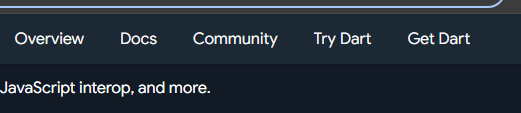 Overview Docs Community Try Dart Get Dart
JavaScript interop, and more.